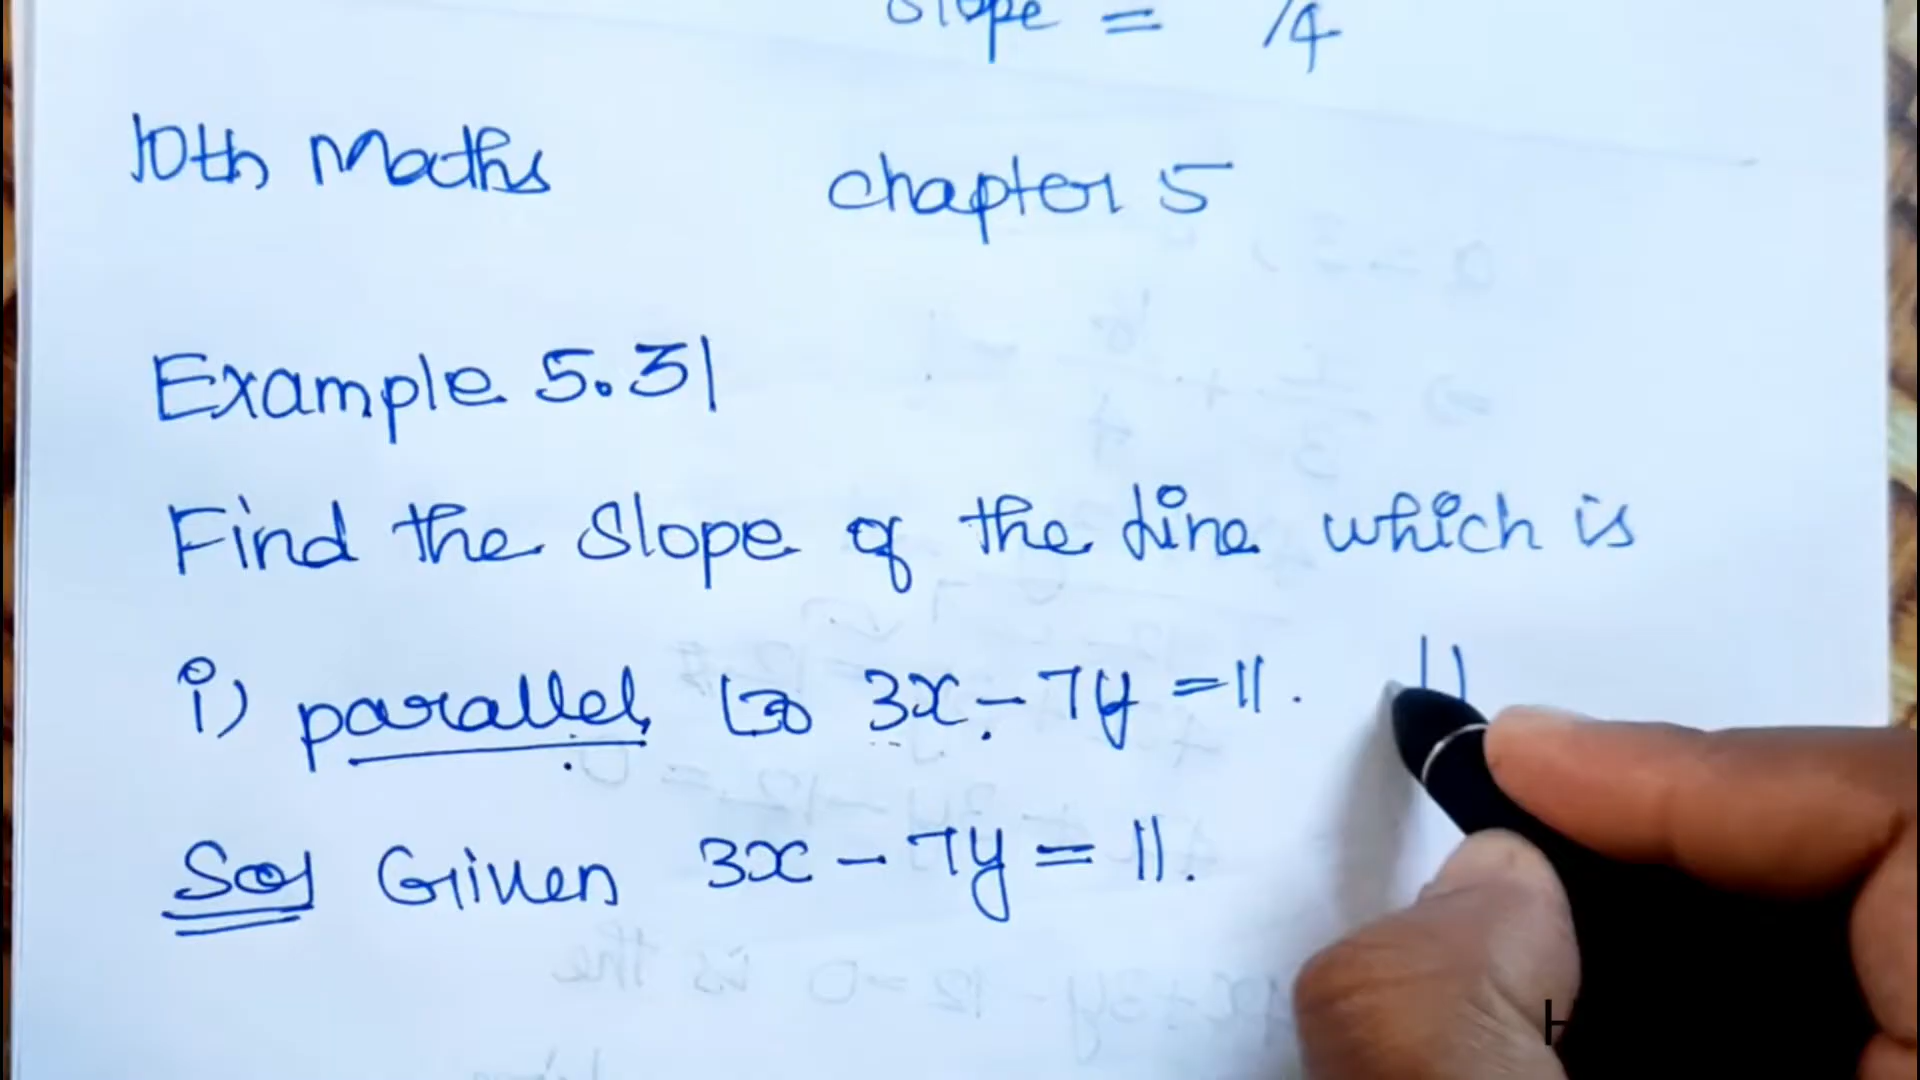 Slope = 1/4
10th Maths chapter 5
Example 5.31
Find the Slope of the line which is
i) parallel to 3x - 7y = 11. ||
Sol Given 3x - 7y = 11.
H